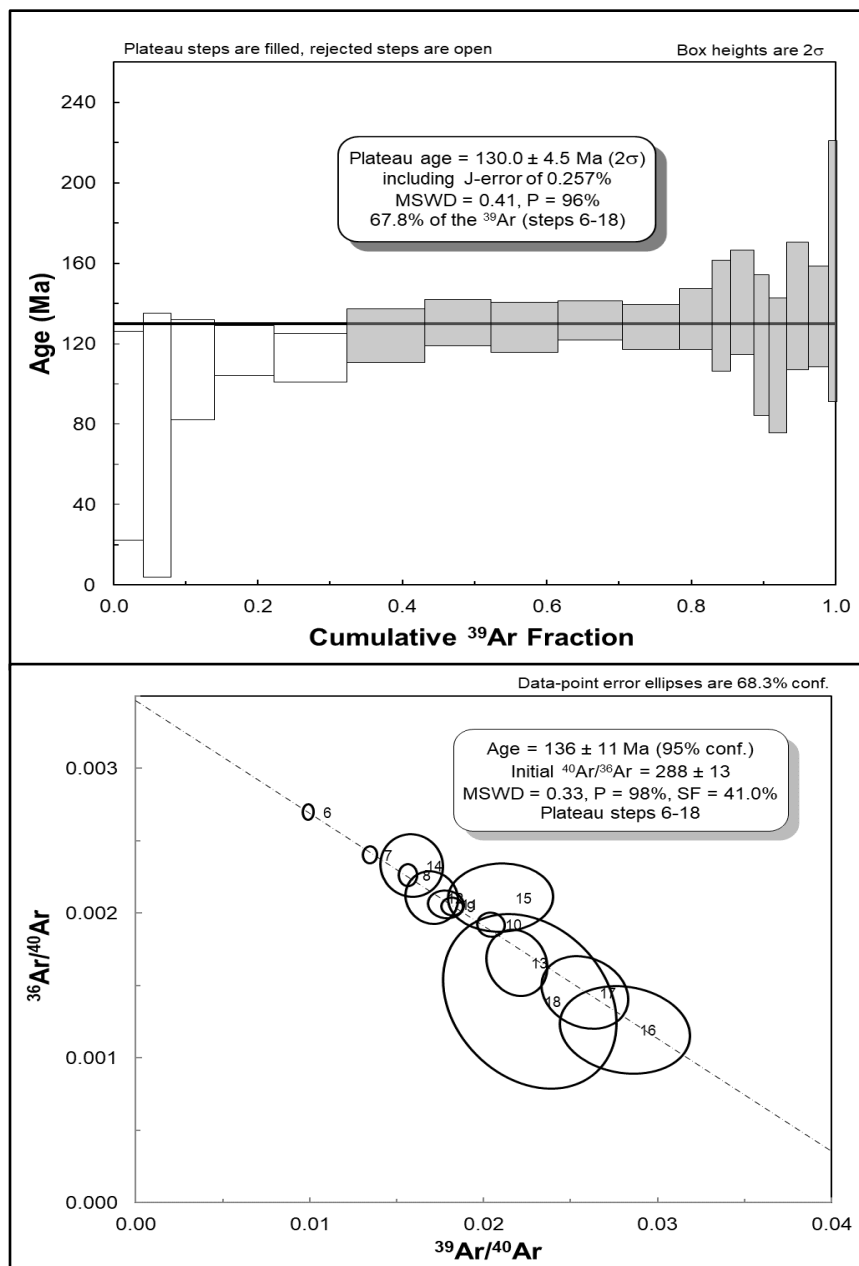 Plateau steps are filled, rejected steps are open
Box heights are 2σ
240
200
160
120
80
40
0
Age (Ma)
Plateau age = 130.0 ± 4.5 Ma (2σ)
including J-error of 0.257%
MSWD = 0.41, P = 96%
67.8% of the ³⁹Ar (steps 6-18)
0.0
0.2
0.4
0.6
0.8
1.0
Cumulative ³⁹Ar Fraction
Data-point error ellipses are 68.3% conf.
Age = 136 ± 11 Ma (95% conf.)
Initial ⁴⁰Ar/³⁶Ar = 288 ± 13
MSWD = 0.33, P = 98%, SF = 41.0%
Plateau steps 6-18
0.003
0.002
0.001
0.000
³⁶Ar/⁴⁰Ar
6
7
14
8
15
10
13
17
18
16
0.00
0.01
0.02
0.03
0.04
³⁹Ar/⁴⁰Ar